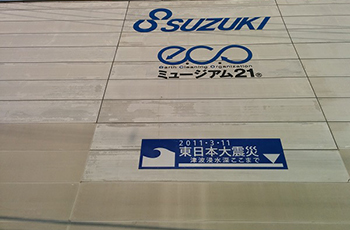 SUZUKI
eco
Earth Cleaning Organization
ミュージアム21®
2011・3・11
東日本大震災
津波浸水深ここまで